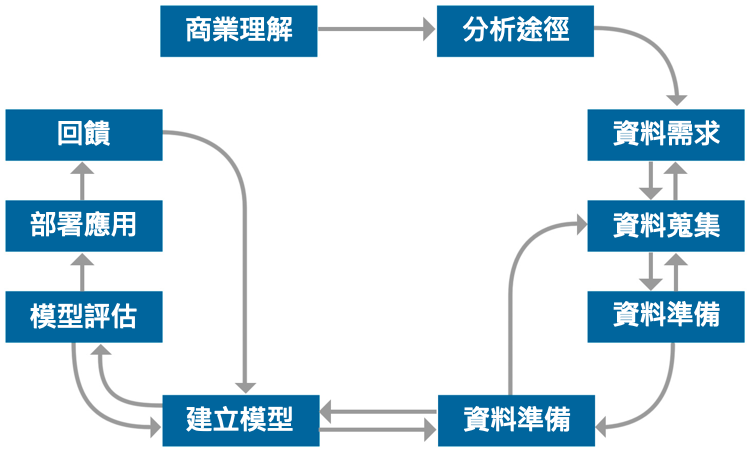 商業理解
分析途徑
資料需求
資料蒐集
資料準備
資料準備
建立模型
模型評估
部署應用
回饋